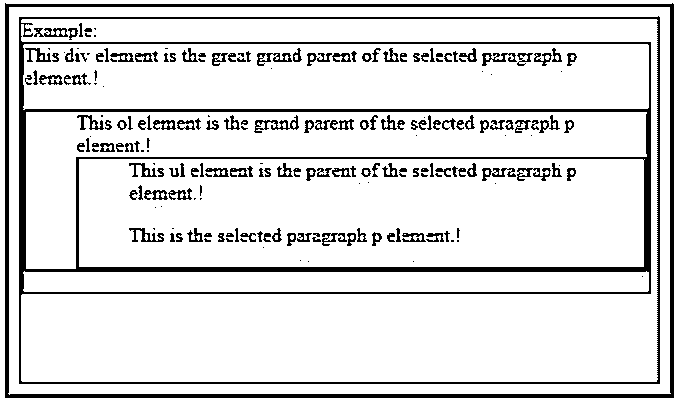 Example:
This div element is the great grand parent of the selected paragraph p
element.!
This ol element is the grand parent of the selected paragraph p
element.!
This ul element is the parent of the selected paragraph p
element.!
This is the selected paragraph p element.!